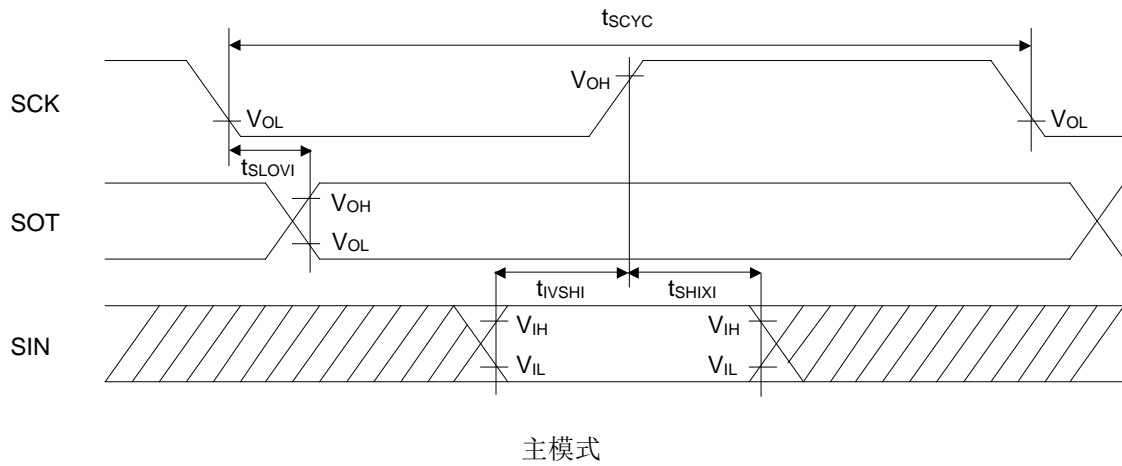 tSCYC
SCK
VOL
VOH
VOL
tSLOVI
SOT
VOH
VOL
tIVSHI
tSHIXI
SIN
VIH
VIL
VIH
VIL
主模式